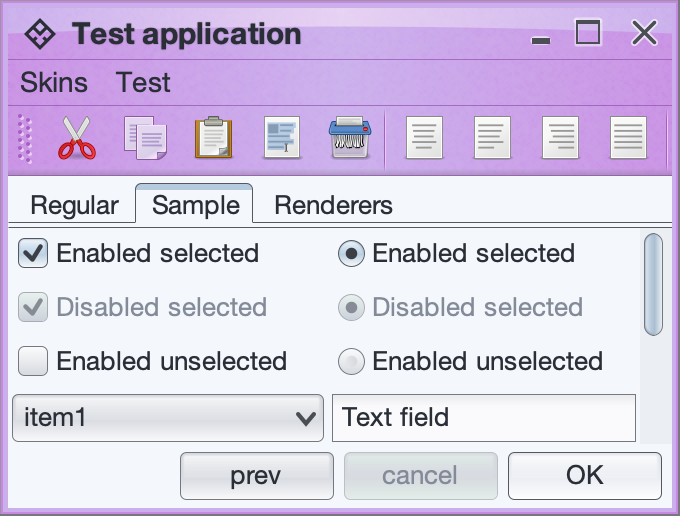 Test application
Skins Test
Regular Sample Renderers
Enabled selected Enabled selected
Disabled selected Disabled selected
Enabled unselected Enabled unselected
item1 Text field
prev cancel OK